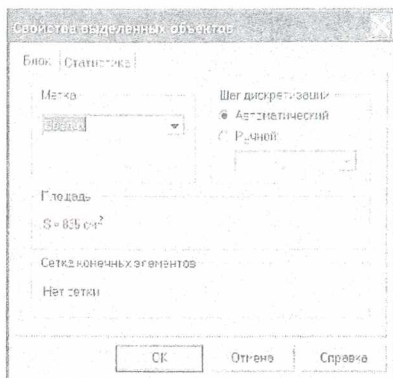 Свойства выделенных объектов
Блок Статистика
Метка
Шаг дискретизации
Автоматический
Ручной:
Площадь
S = 835 см²
Сетка конечных элементов
Нет сетки
ОК Отмена Справка